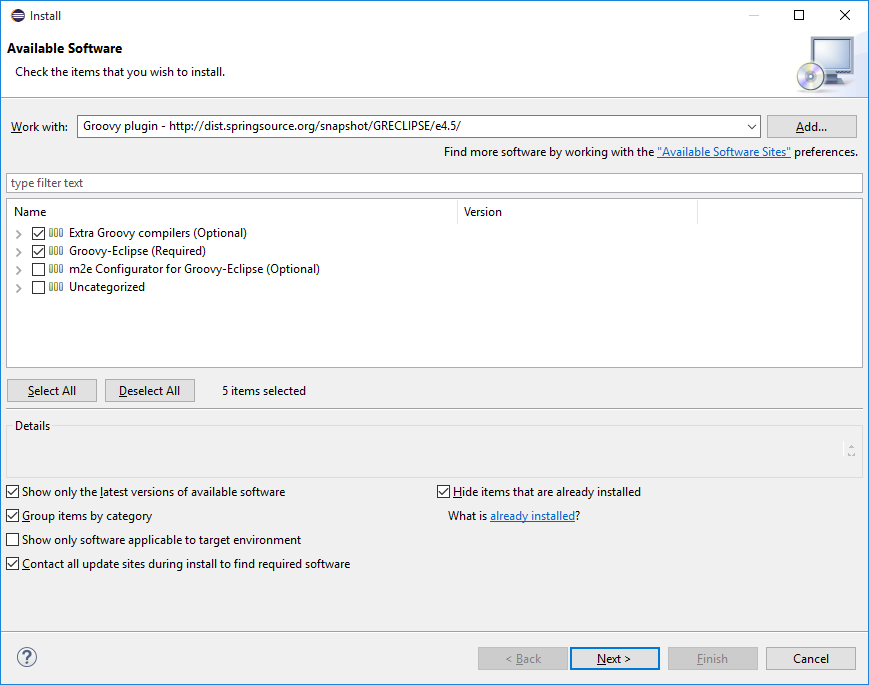 Install
Available Software
Check the items that you wish to install.
Work with: Groovy plugin - http://dist.springsource.org/snapshot/GRECLIPSE/e4.5/ Add...
Find more software by working with the "Available Software Sites" preferences.
type filter text
Name Version
Extra Groovy compilers (Optional)
Groovy-Eclipse (Required)
m2e Configurator for Groovy-Eclipse (Optional)
Uncategorized
Select All Deselect All 5 items selected
Details
Show only the latest versions of available software Hide items that are already installed
Group items by category What is already installed?
Show only software applicable to target environment
Contact all update sites during install to find required software
? < Back Next > Finish Cancel